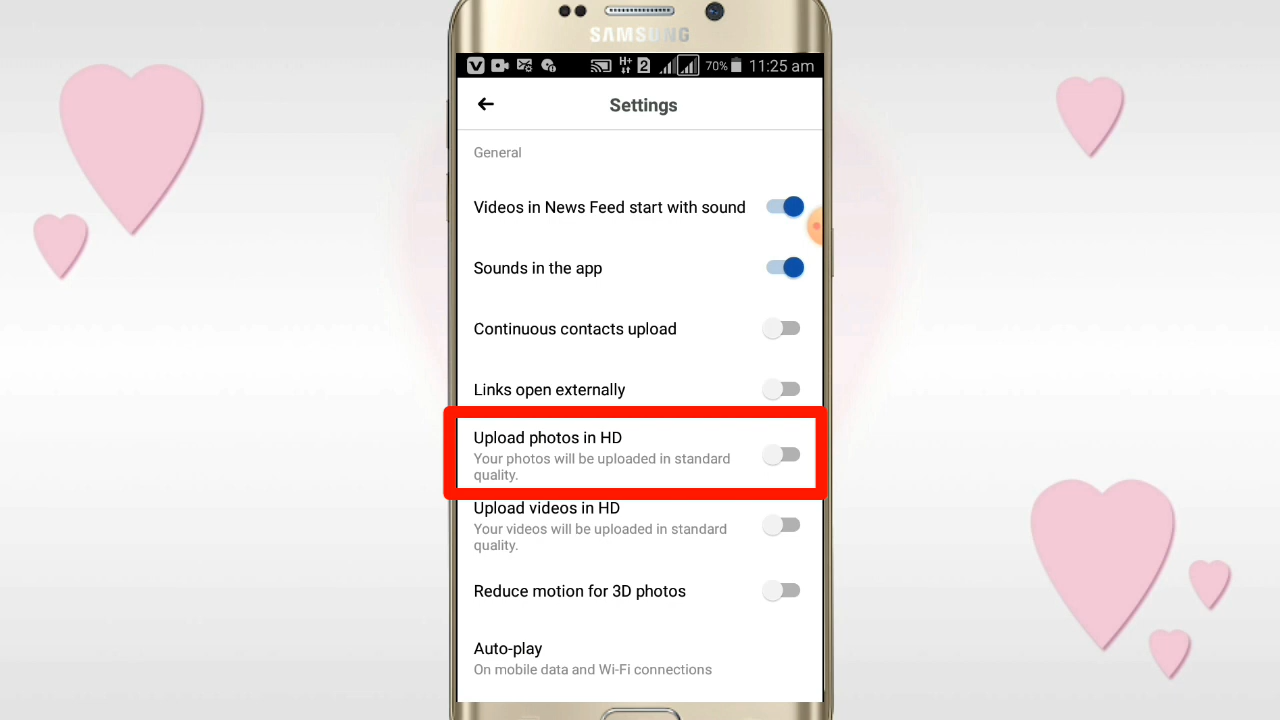 SAMSUNG
H+ 2 70% 11:25 am
Settings
General
Videos in News Feed start with sound
Sounds in the app
Continuous contacts upload
Links open externally
Upload photos in HD
Your photos will be uploaded in standard
quality.
Upload videos in HD
Your videos will be uploaded in standard
quality.
Reduce motion for 3D photos
Auto-play
On mobile data and Wi-Fi connections